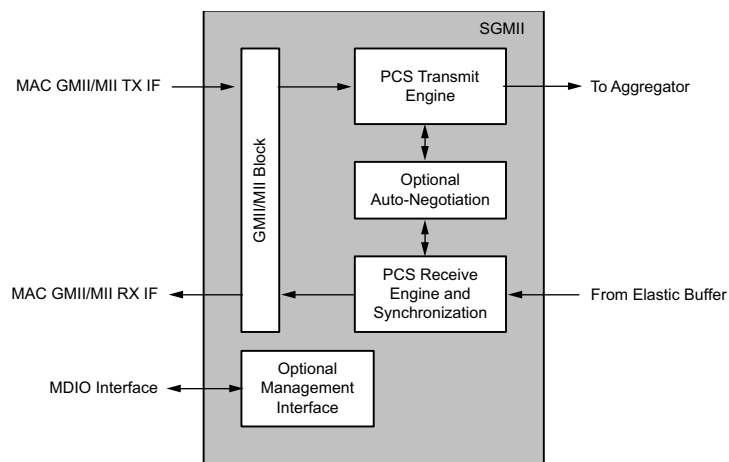 SGMII
MAC GMII/MII TX IF
GMII/MII Block
PCS Transmit
Engine
To Aggregator
Optional
Auto-Negotiation
MAC GMII/MII RX IF
PCS Receive
Engine and
Synchronization
From Elastic Buffer
MDIO Interface
Optional
Management
Interface